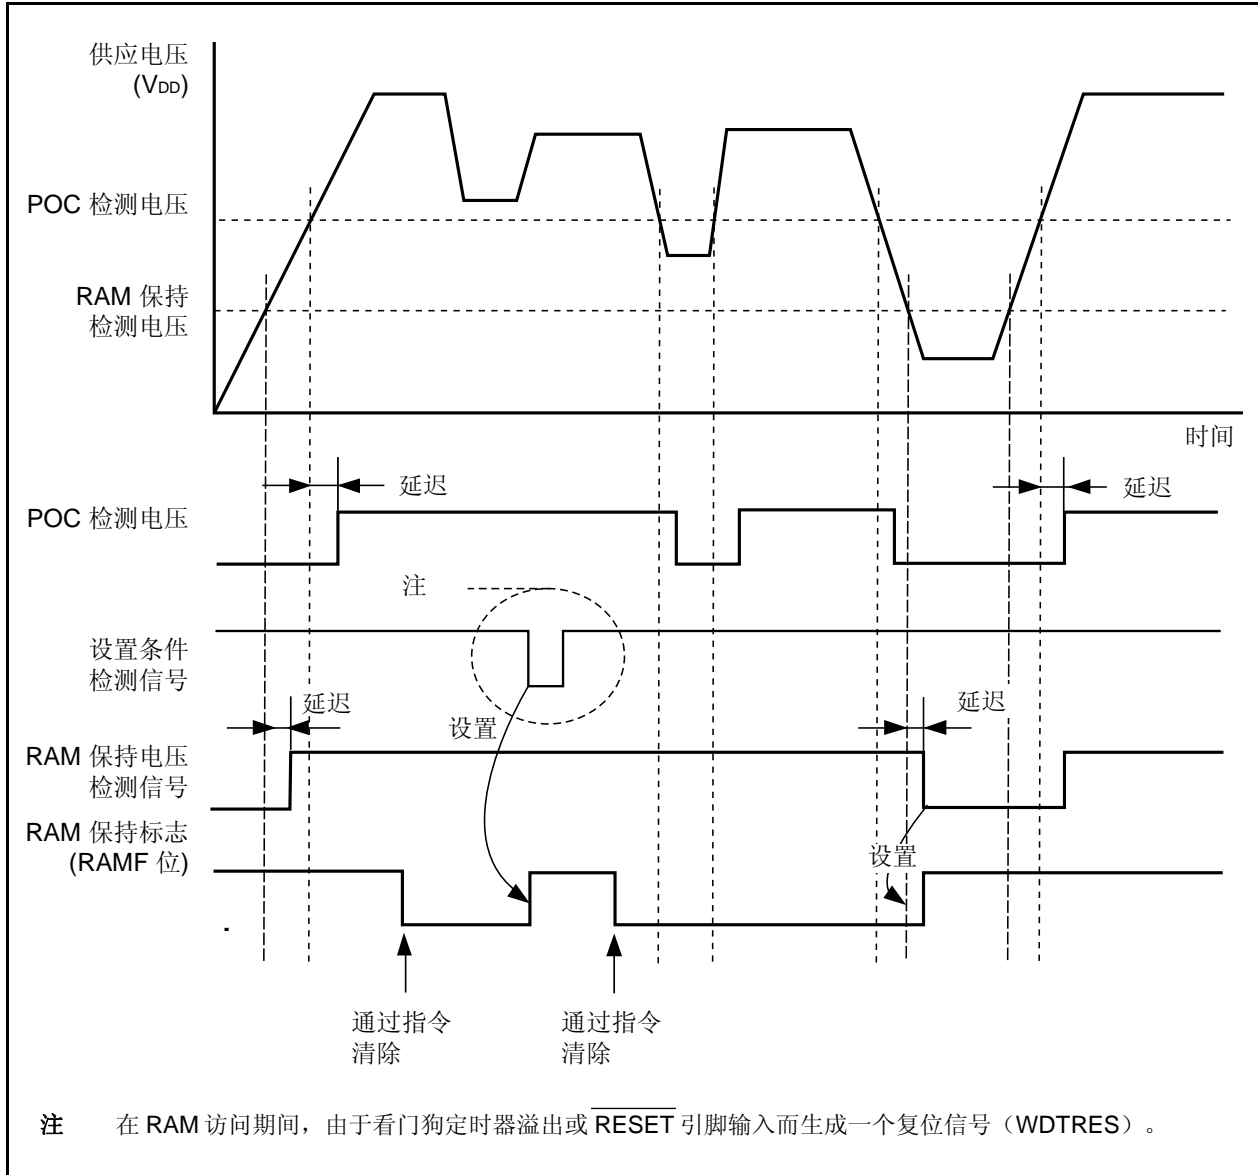 供应电压
(VDD)
POC 检测电压
RAM 保持
检测电压
时间
延迟
延迟
POC 检测电压
注
设置条件
检测信号
延迟
设置
延迟
RAM 保持电压
检测信号
RAM 保持标志
(RAMF 位)
设置
通过指令
清除
通过指令
清除
注 在 RAM 访问期间，由于看门狗定时器溢出或 RESET 引脚输入而生成一个复位信号（WDTRES）。